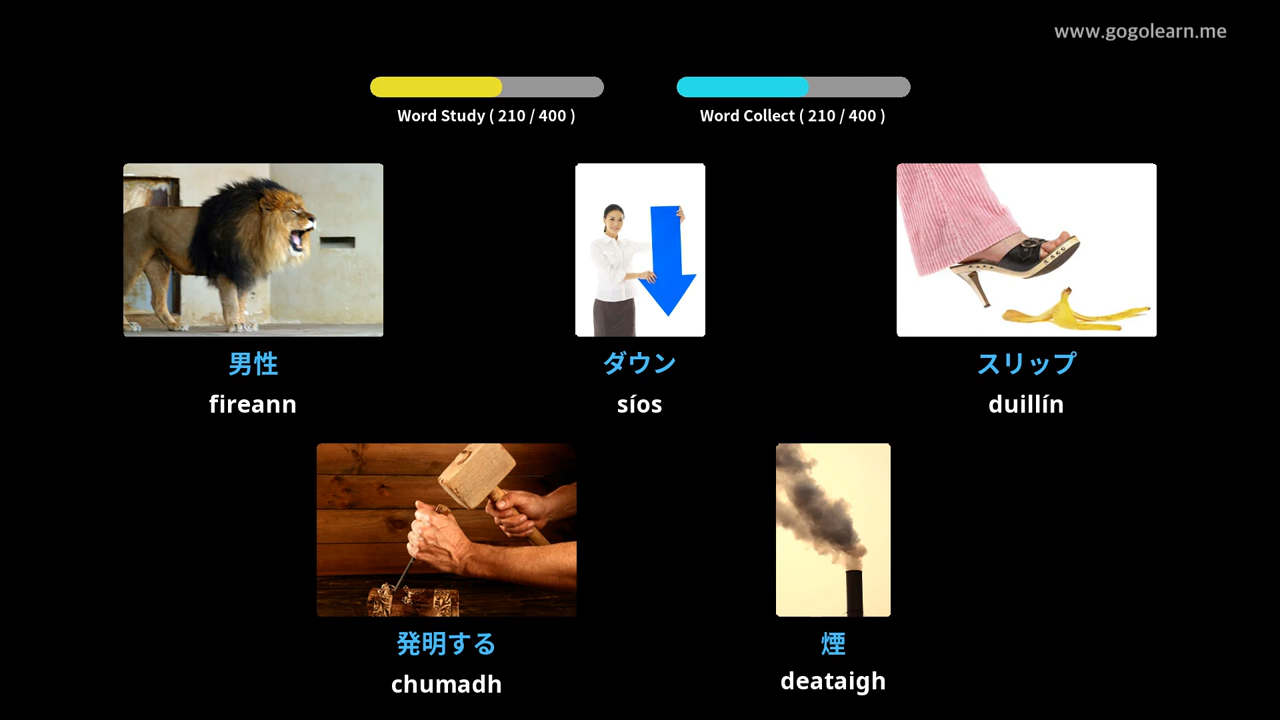 www.gogolearn.me
Word Study ( 210 / 400 )
Word Collect ( 210 / 400 )
男性
fireann
ダウン
síos
スリップ
duillín
発明する
chumadh
煙
deataigh